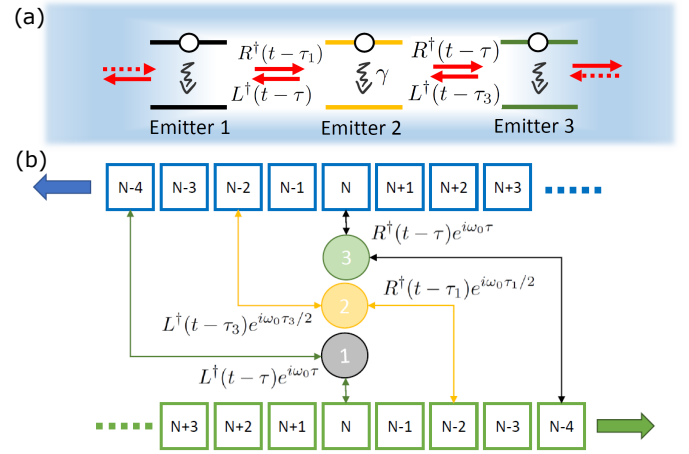 (a)
R†(t − τ₁) R†(t − τ)
L†(t − τ) γ L†(t − τ₃)
Emitter 1 Emitter 2 Emitter 3
(b)
N-4 N-3 N-2 N-1 N N+1 N+2 N+3
R†(t − τ)e^{iω₀τ}
3
R†(t − τ₁)e^{iω₀τ₁/2}
2
L†(t − τ₃)e^{iω₀τ₃/2}
1
L†(t − τ)e^{iω₀τ}
N+3 N+2 N+1 N N-1 N-2 N-3 N-4